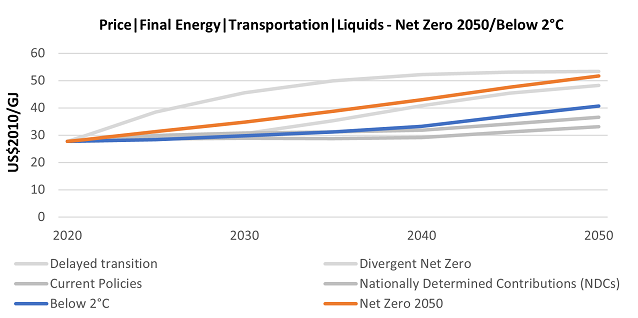 Price|Final Energy|Transportation|Liquids - Net Zero 2050/Below 2°C
US$2010/GJ
60
50
40
30
20
10
0
2020 2030 2040 2050
Delayed transition Divergent Net Zero
Current Policies Nationally Determined Contributions (NDCs)
Below 2°C Net Zero 2050